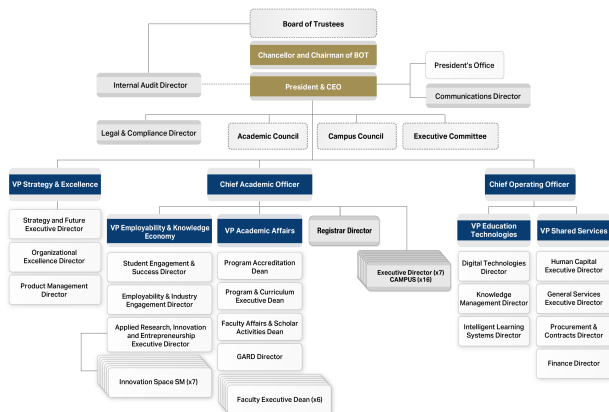 Board of Trustees
Chancellor and Chairman of BOT
President's Office
Internal Audit Director
President & CEO
Communications Director
Legal & Compliance Director
Academic Council
Campus Council
Executive Committee
VP Strategy & Excellence
Chief Academic Officer
Chief Operating Officer
Strategy and Future
Executive Director
Organizational
Excellence Director
Product Management
Director
VP Employability & Knowledge
Economy
Student Engagement &
Success Director
Employability & Industry
Engagement Director
Applied Research, Innovation
and Entrepreneurship
Executive Director
Innovation Space SM (x7)
VP Academic Affairs
Program Accreditation
Dean
Program & Curriculum
Executive Dean
Faculty Affairs & Scholar
Activities Dean
GARD Director
Faculty Executive Dean (x6)
Registrar Director
Executive Director (x7)
CAMPUS (x16)
VP Education
Technologies
Digital Technologies
Director
Knowledge
Management Director
Intelligent Learning
Systems Director
VP Shared Services
Human Capital
Executive Director
General Services
Executive Director
Procurement &
Contracts Director
Finance Director